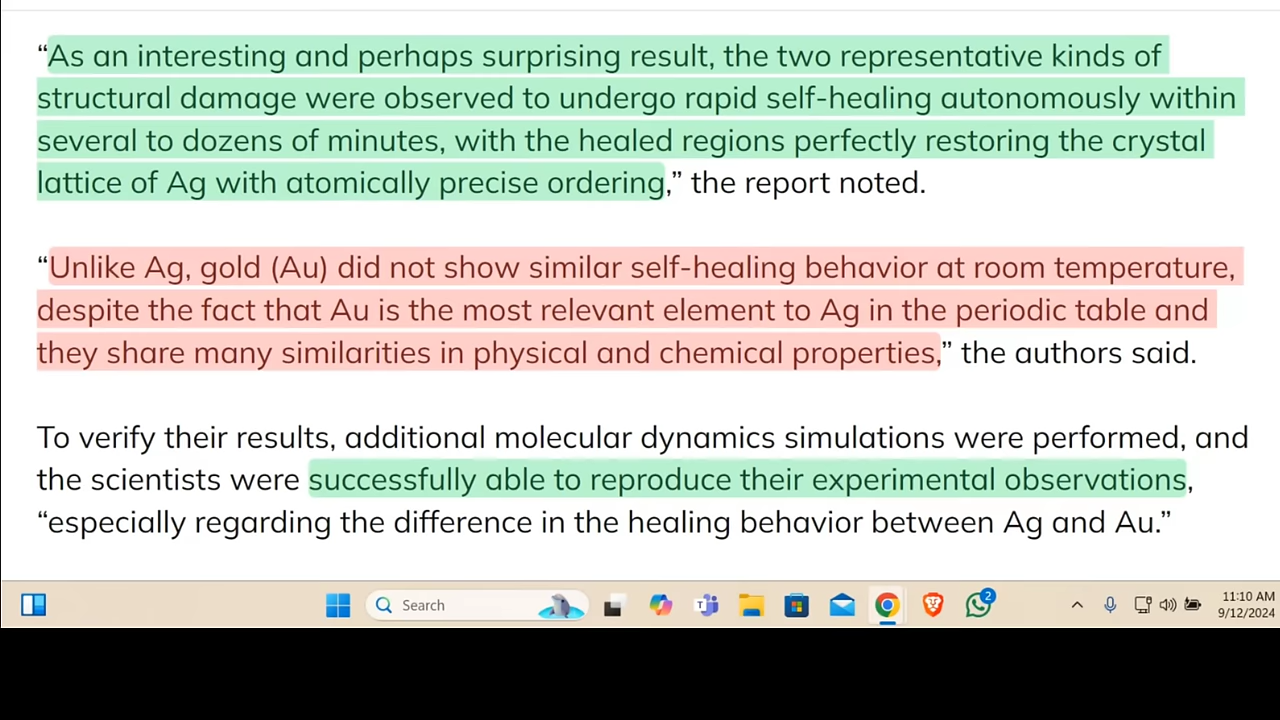 “As an interesting and perhaps surprising result, the two representative kinds of
structural damage were observed to undergo rapid self-healing autonomously within
several to dozens of minutes, with the healed regions perfectly restoring the crystal
lattice of Ag with atomically precise ordering,” the report noted.
“Unlike Ag, gold (Au) did not show similar self-healing behavior at room temperature,
despite the fact that Au is the most relevant element to Ag in the periodic table and
they share many similarities in physical and chemical properties,” the authors said.
To verify their results, additional molecular dynamics simulations were performed, and
the scientists were successfully able to reproduce their experimental observations,
“especially regarding the difference in the healing behavior between Ag and Au.”
Search
2
11:10 AM
9/12/2024